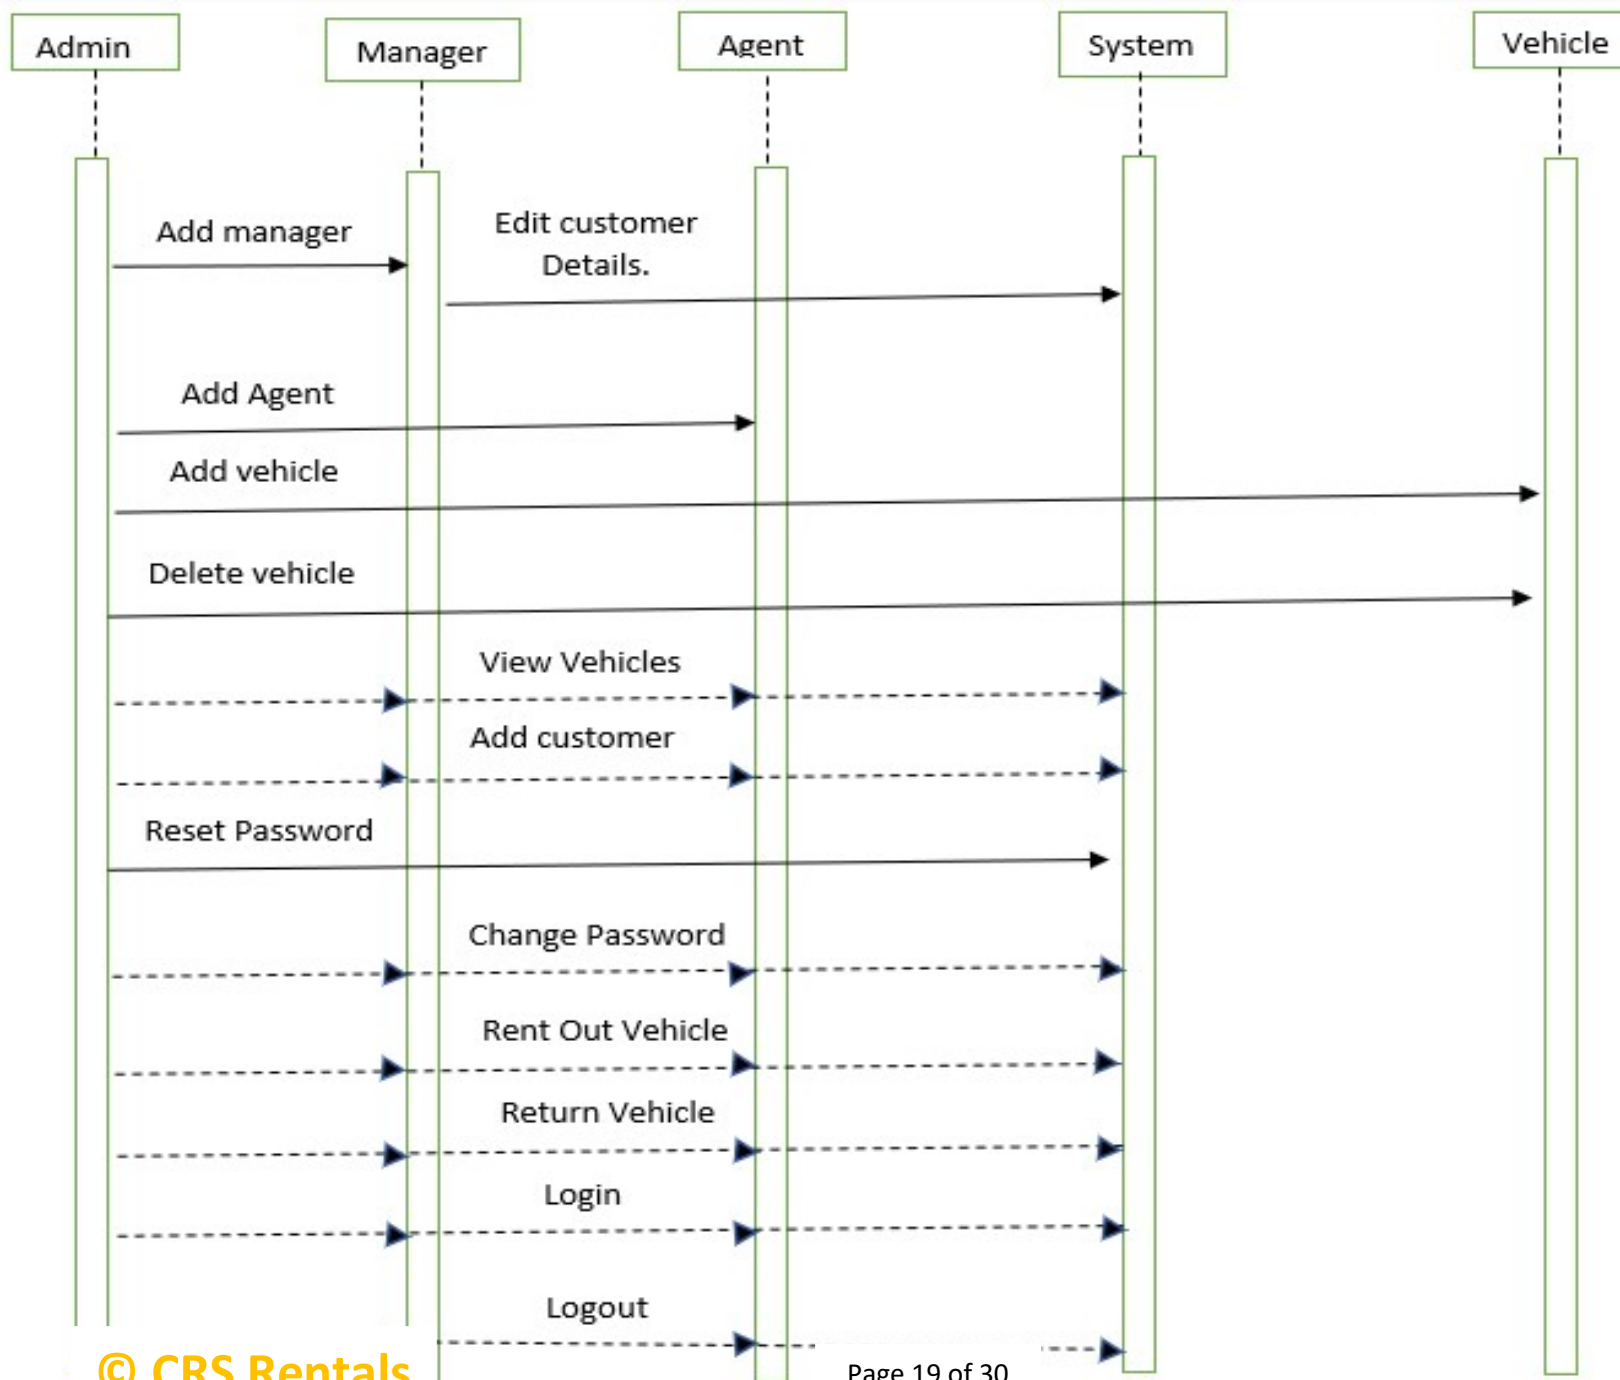 Admin
Manager
Agent
System
Vehicle
Add manager
Edit customer
Details.
Add Agent
Add vehicle
Delete vehicle
View Vehicles
Add customer
Reset Password
Change Password
Rent Out Vehicle
Return Vehicle
Login
Logout
© CRS Rentals
Page 19 of 30